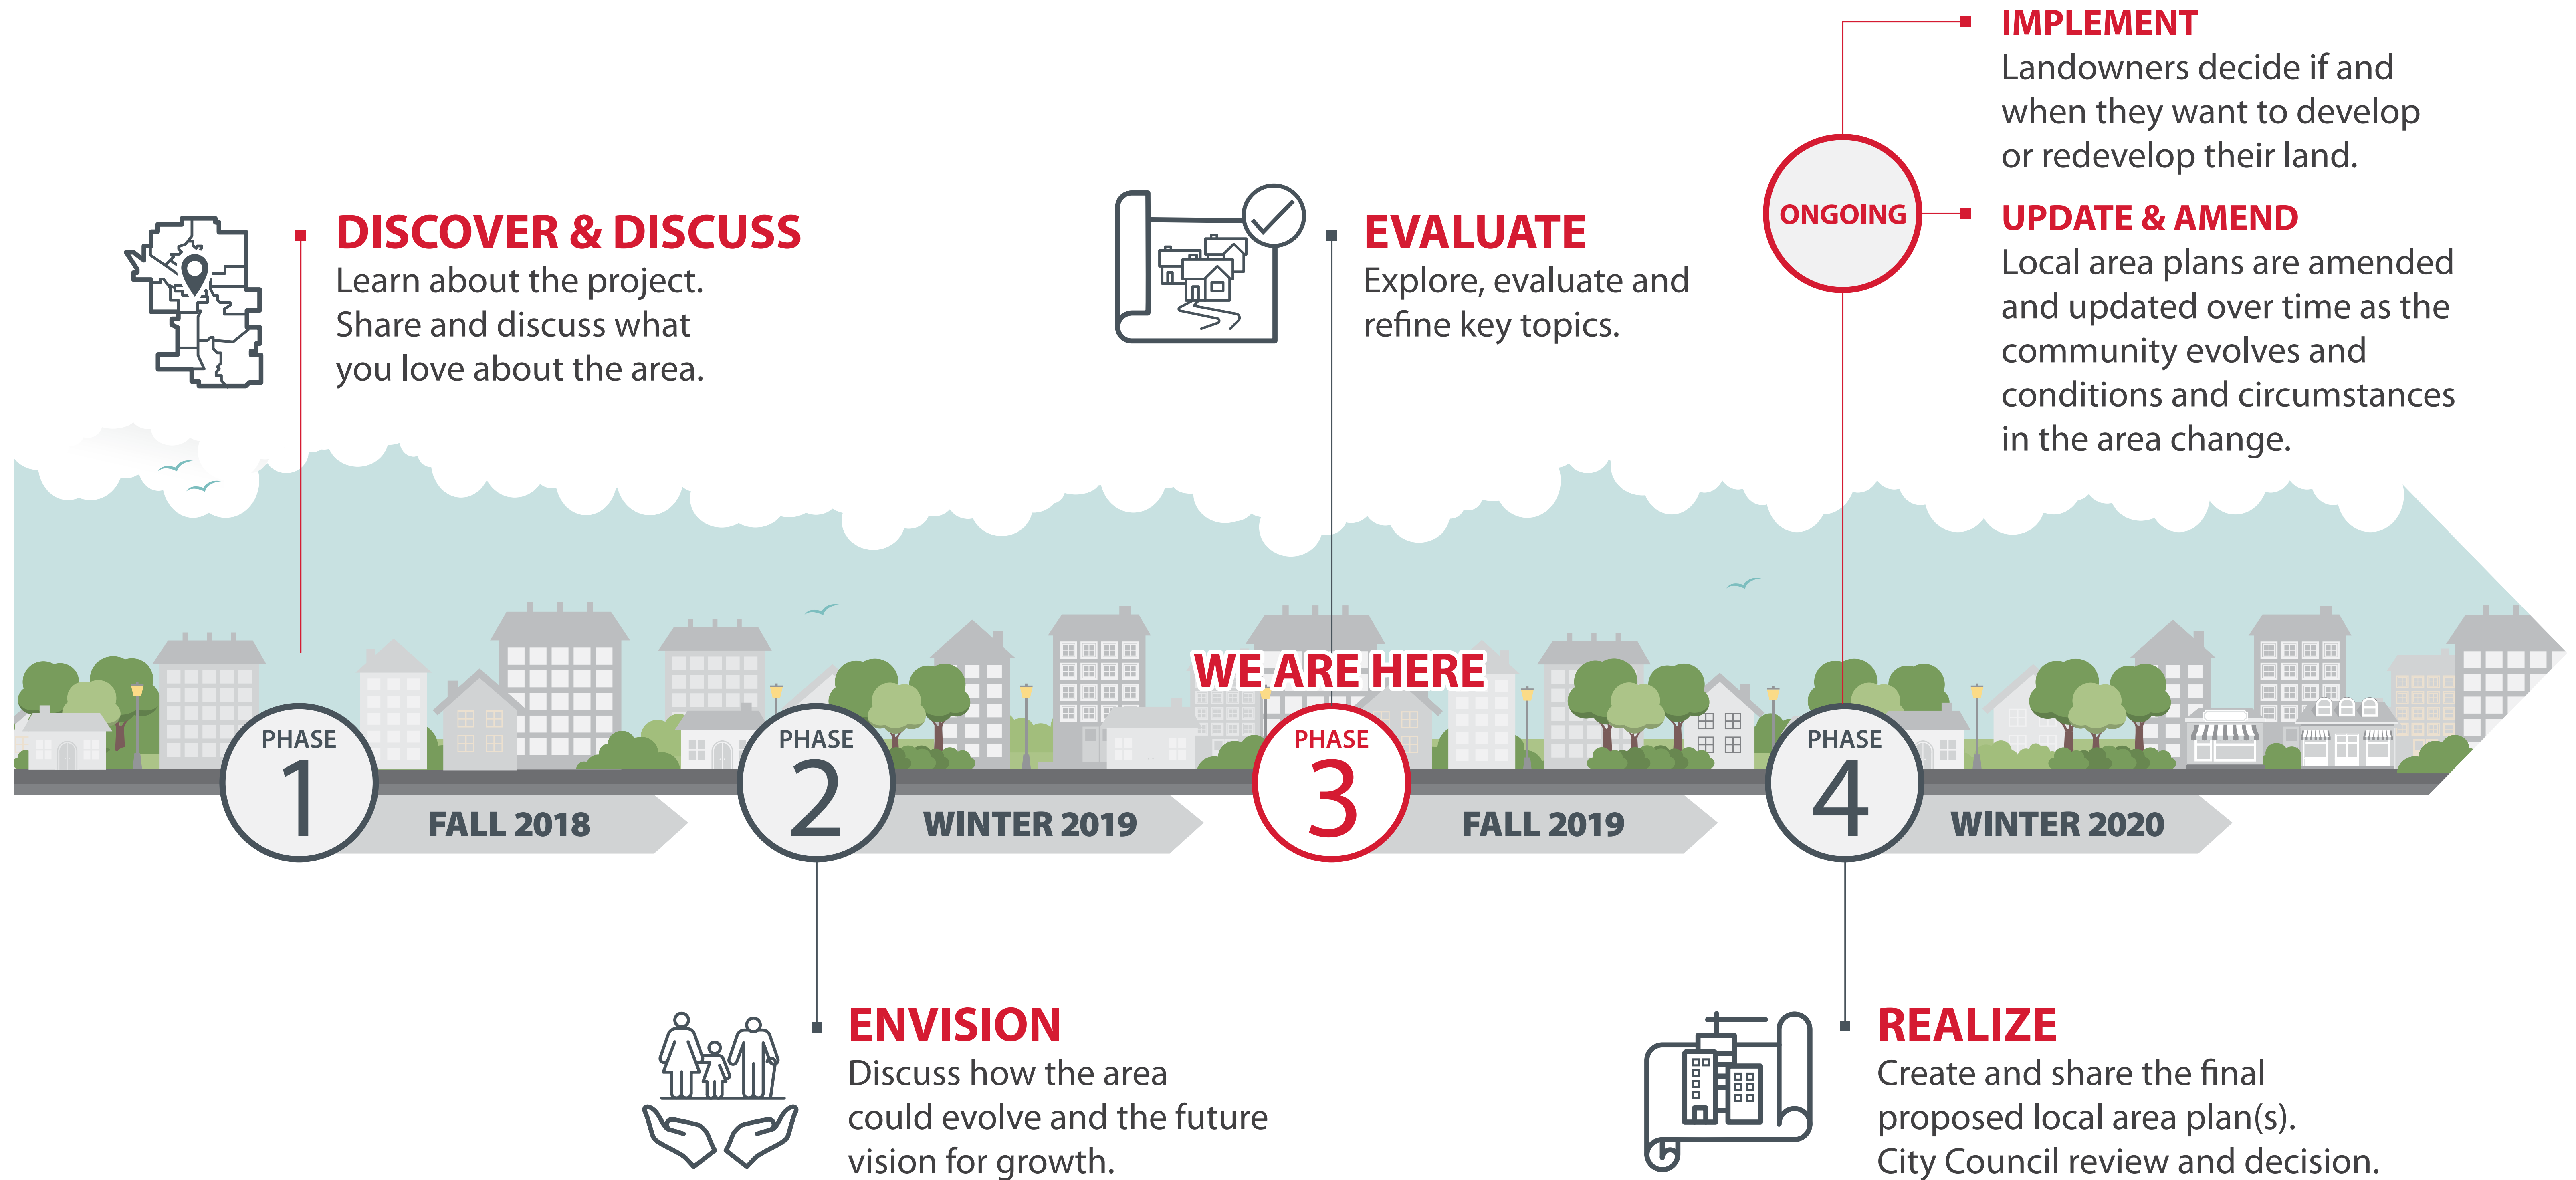 DISCOVER & DISCUSS
Learn about the project.
Share and discuss what
you love about the area.
EVALUATE
Explore, evaluate and
refine key topics.
ONGOING
IMPLEMENT
Landowners decide if and
when they want to develop
or redevelop their land.
UPDATE & AMEND
Local area plans are amended
and updated over time as the
community evolves and
conditions and circumstances
in the area change.
WE ARE HERE
PHASE
1
FALL 2018
PHASE
2
WINTER 2019
PHASE
3
FALL 2019
PHASE
4
WINTER 2020
ENVISION
Discuss how the area
could evolve and the future
vision for growth.
REALIZE
Create and share the final
proposed local area plan(s).
City Council review and decision.